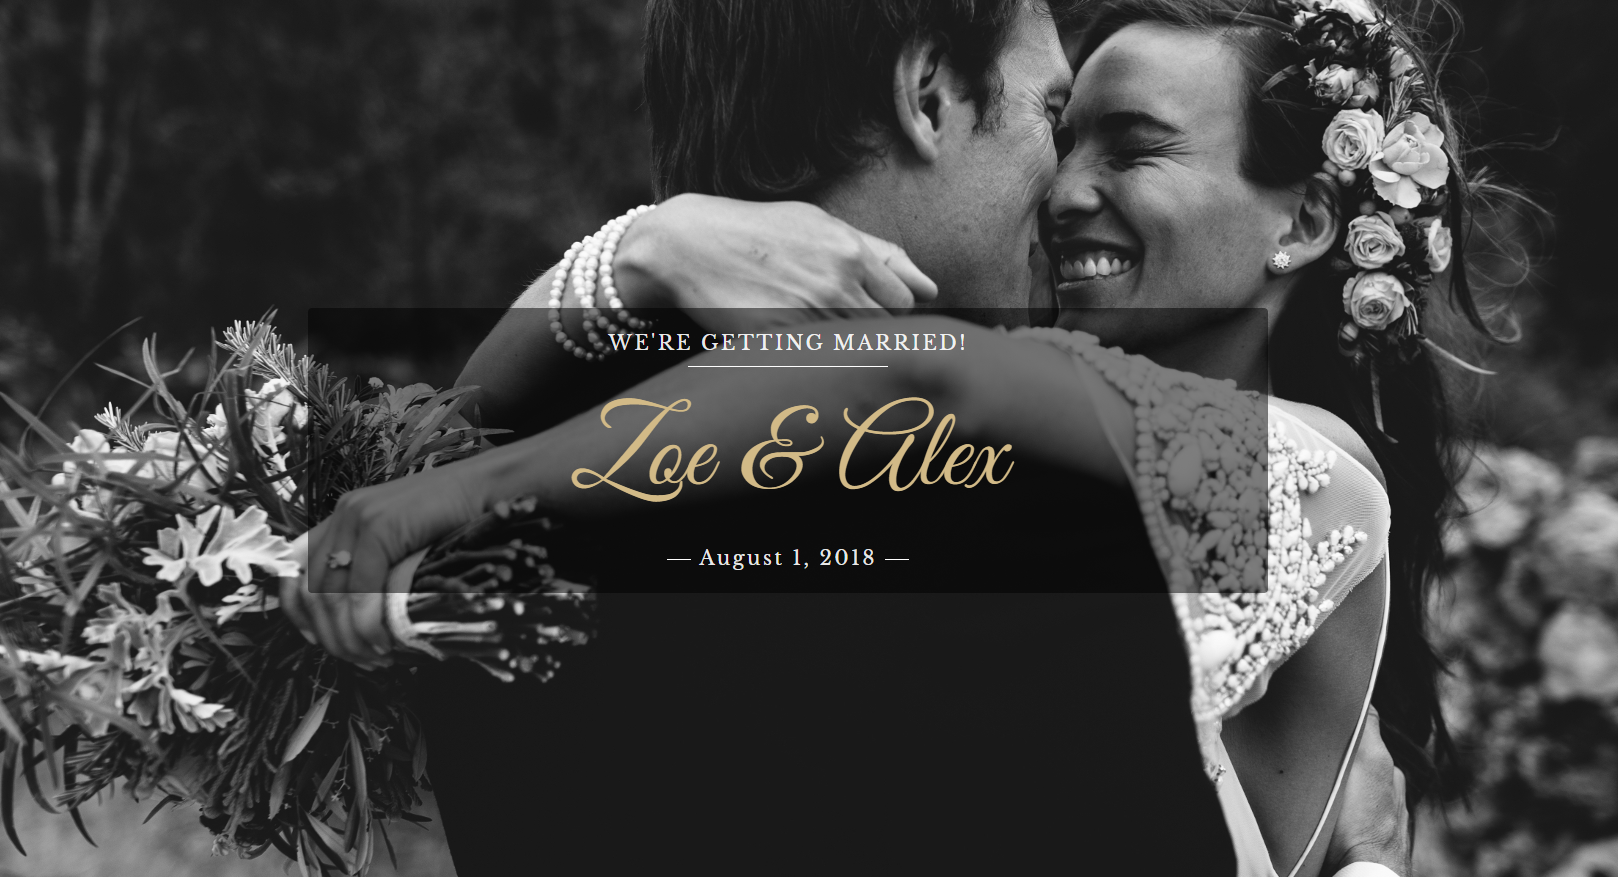 WE'RE GETTING MARRIED!
Zoe & Alex
— August 1, 2018 —